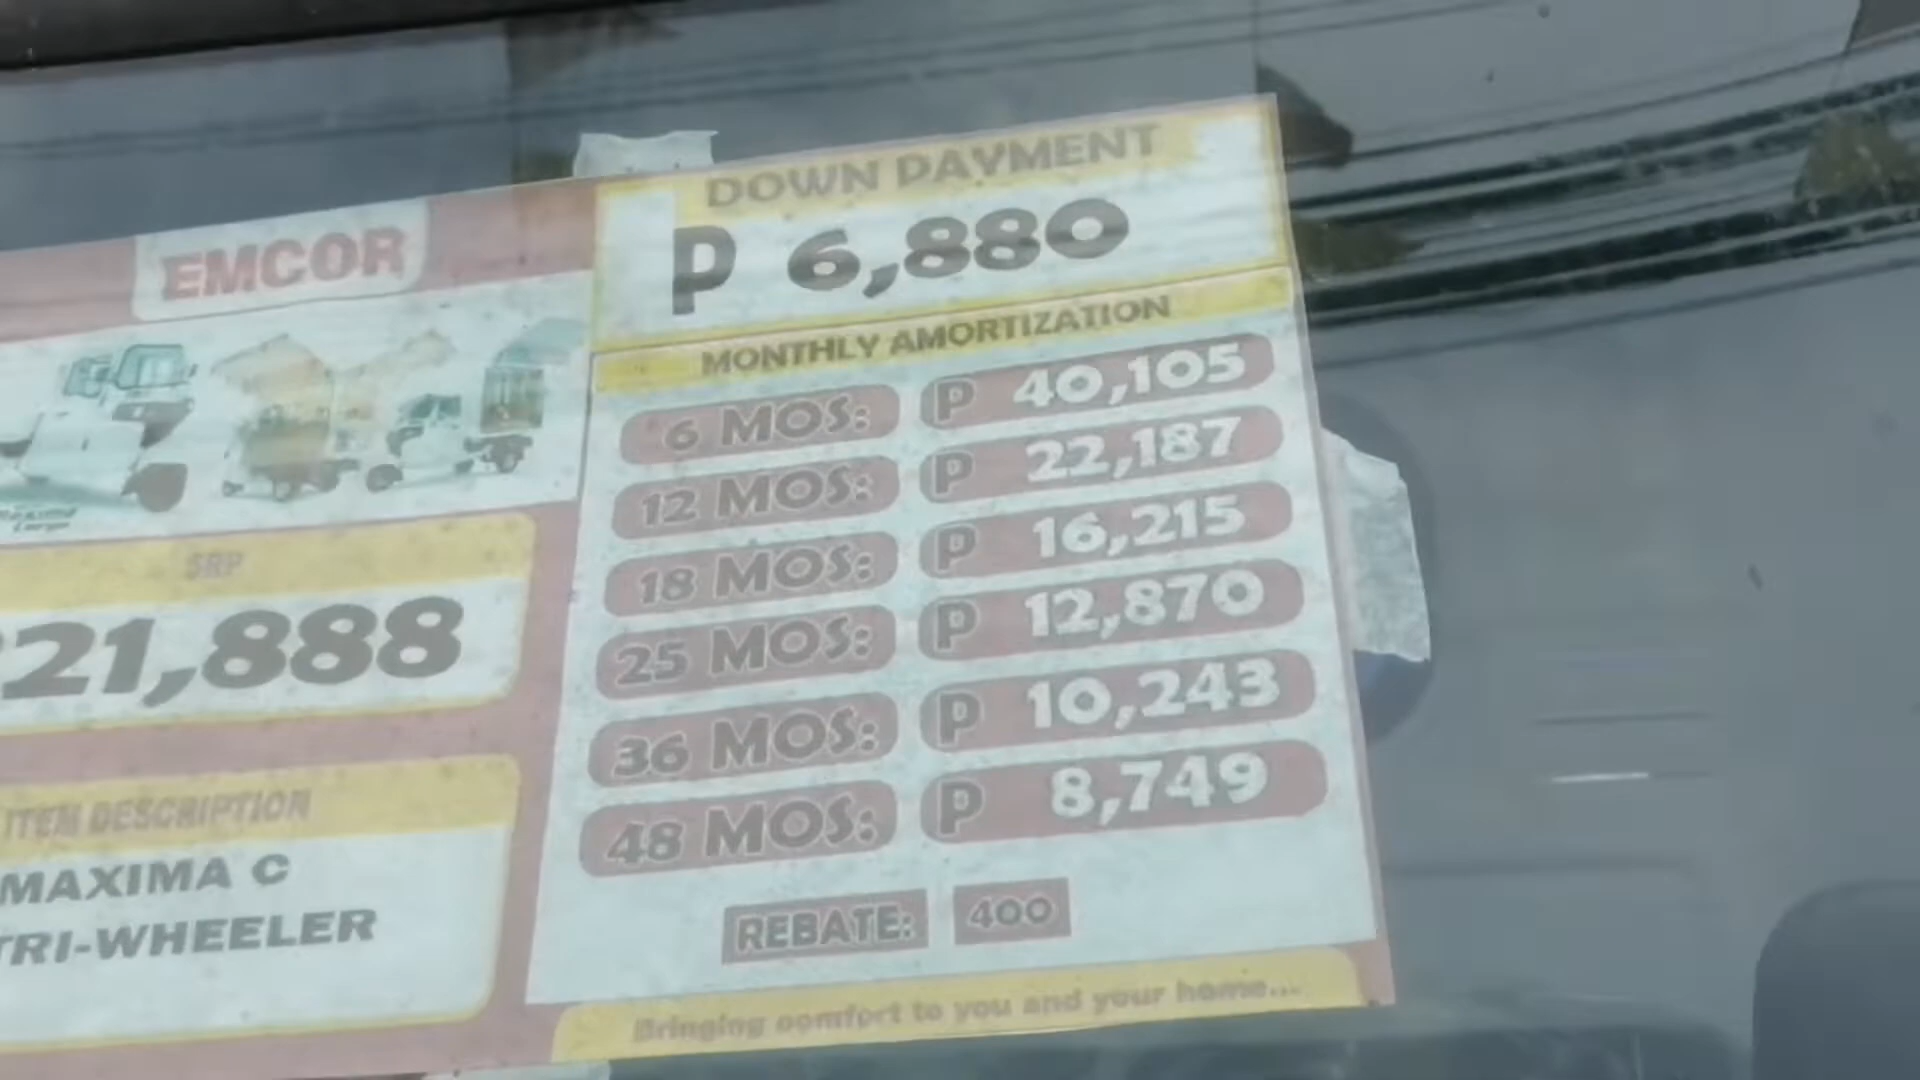 EMCOR
Maxima
Cargo
SRP
21,888
ITEM DESCRIPTION
MAXIMA C
TRI-WHEELER
DOWN PAYMENT
P 6,880
MONTHLY AMORTIZATION
6 MOS: P 40,105
12 MOS: P 22,187
18 MOS: P 16,215
25 MOS: P 12,870
36 MOS: P 10,243
48 MOS: P 8,749
REBATE: 400
Bringing comfort to you and your home...